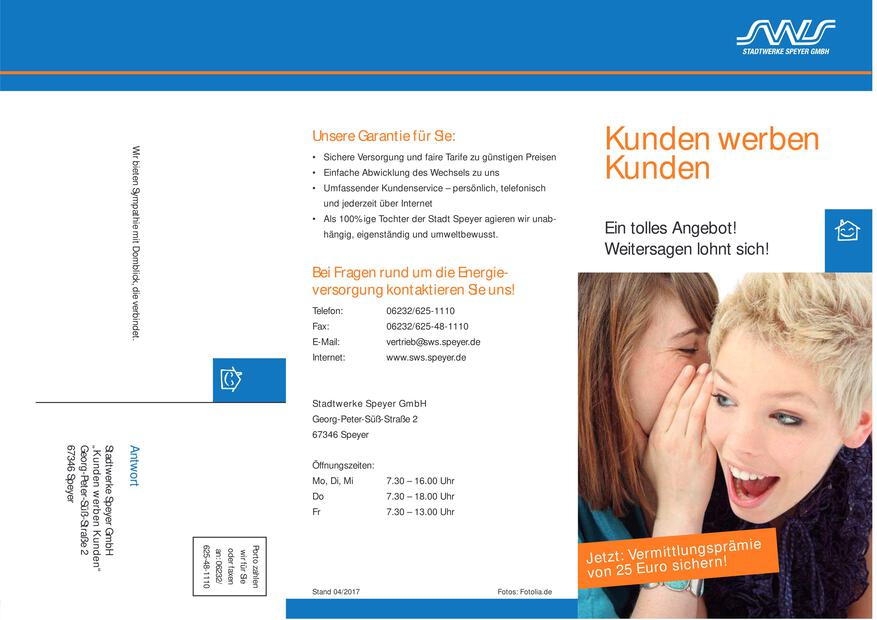 SWS
STADTWERKE SPEYER GMBH
Wir bieten Sympathie mit Domblick, die verbindet.
Antwort
Stadtwerke Speyer GmbH
„Kunden werben Kunden“
Georg-Peter-Süß-Straße 2
67346 Speyer
Porto zahlen
wir für Sie
oder faxen
an: 06232/
625-48-1110
Unsere Garantie für Sie:
• Sichere Versorgung und faire Tarife zu günstigen Preisen
• Einfache Abwicklung des Wechsels zu uns
• Umfassender Kundenservice – persönlich, telefonisch
und jederzeit über Internet
• Als 100%ige Tochter der Stadt Speyer agieren wir unab-
hängig, eigenständig und umweltbewusst.
Bei Fragen rund um die Energie-
versorgung kontaktieren Sie uns!
Telefon: 06232/625-1110
Fax: 06232/625-48-1110
E-Mail: vertrieb@sws.speyer.de
Internet: www.sws.speyer.de
Stadtwerke Speyer GmbH
Georg-Peter-Süß-Straße 2
67346 Speyer
Öffnungszeiten:
Mo, Di, Mi 7.30 – 16.00 Uhr
Do 7.30 – 18.00 Uhr
Fr 7.30 – 13.00 Uhr
Stand 04/2017 Fotos: Fotolia.de
Kunden werben
Kunden
Ein tolles Angebot!
Weitersagen lohnt sich!
Jetzt: Vermittlungsprämie
von 25 Euro sichern!